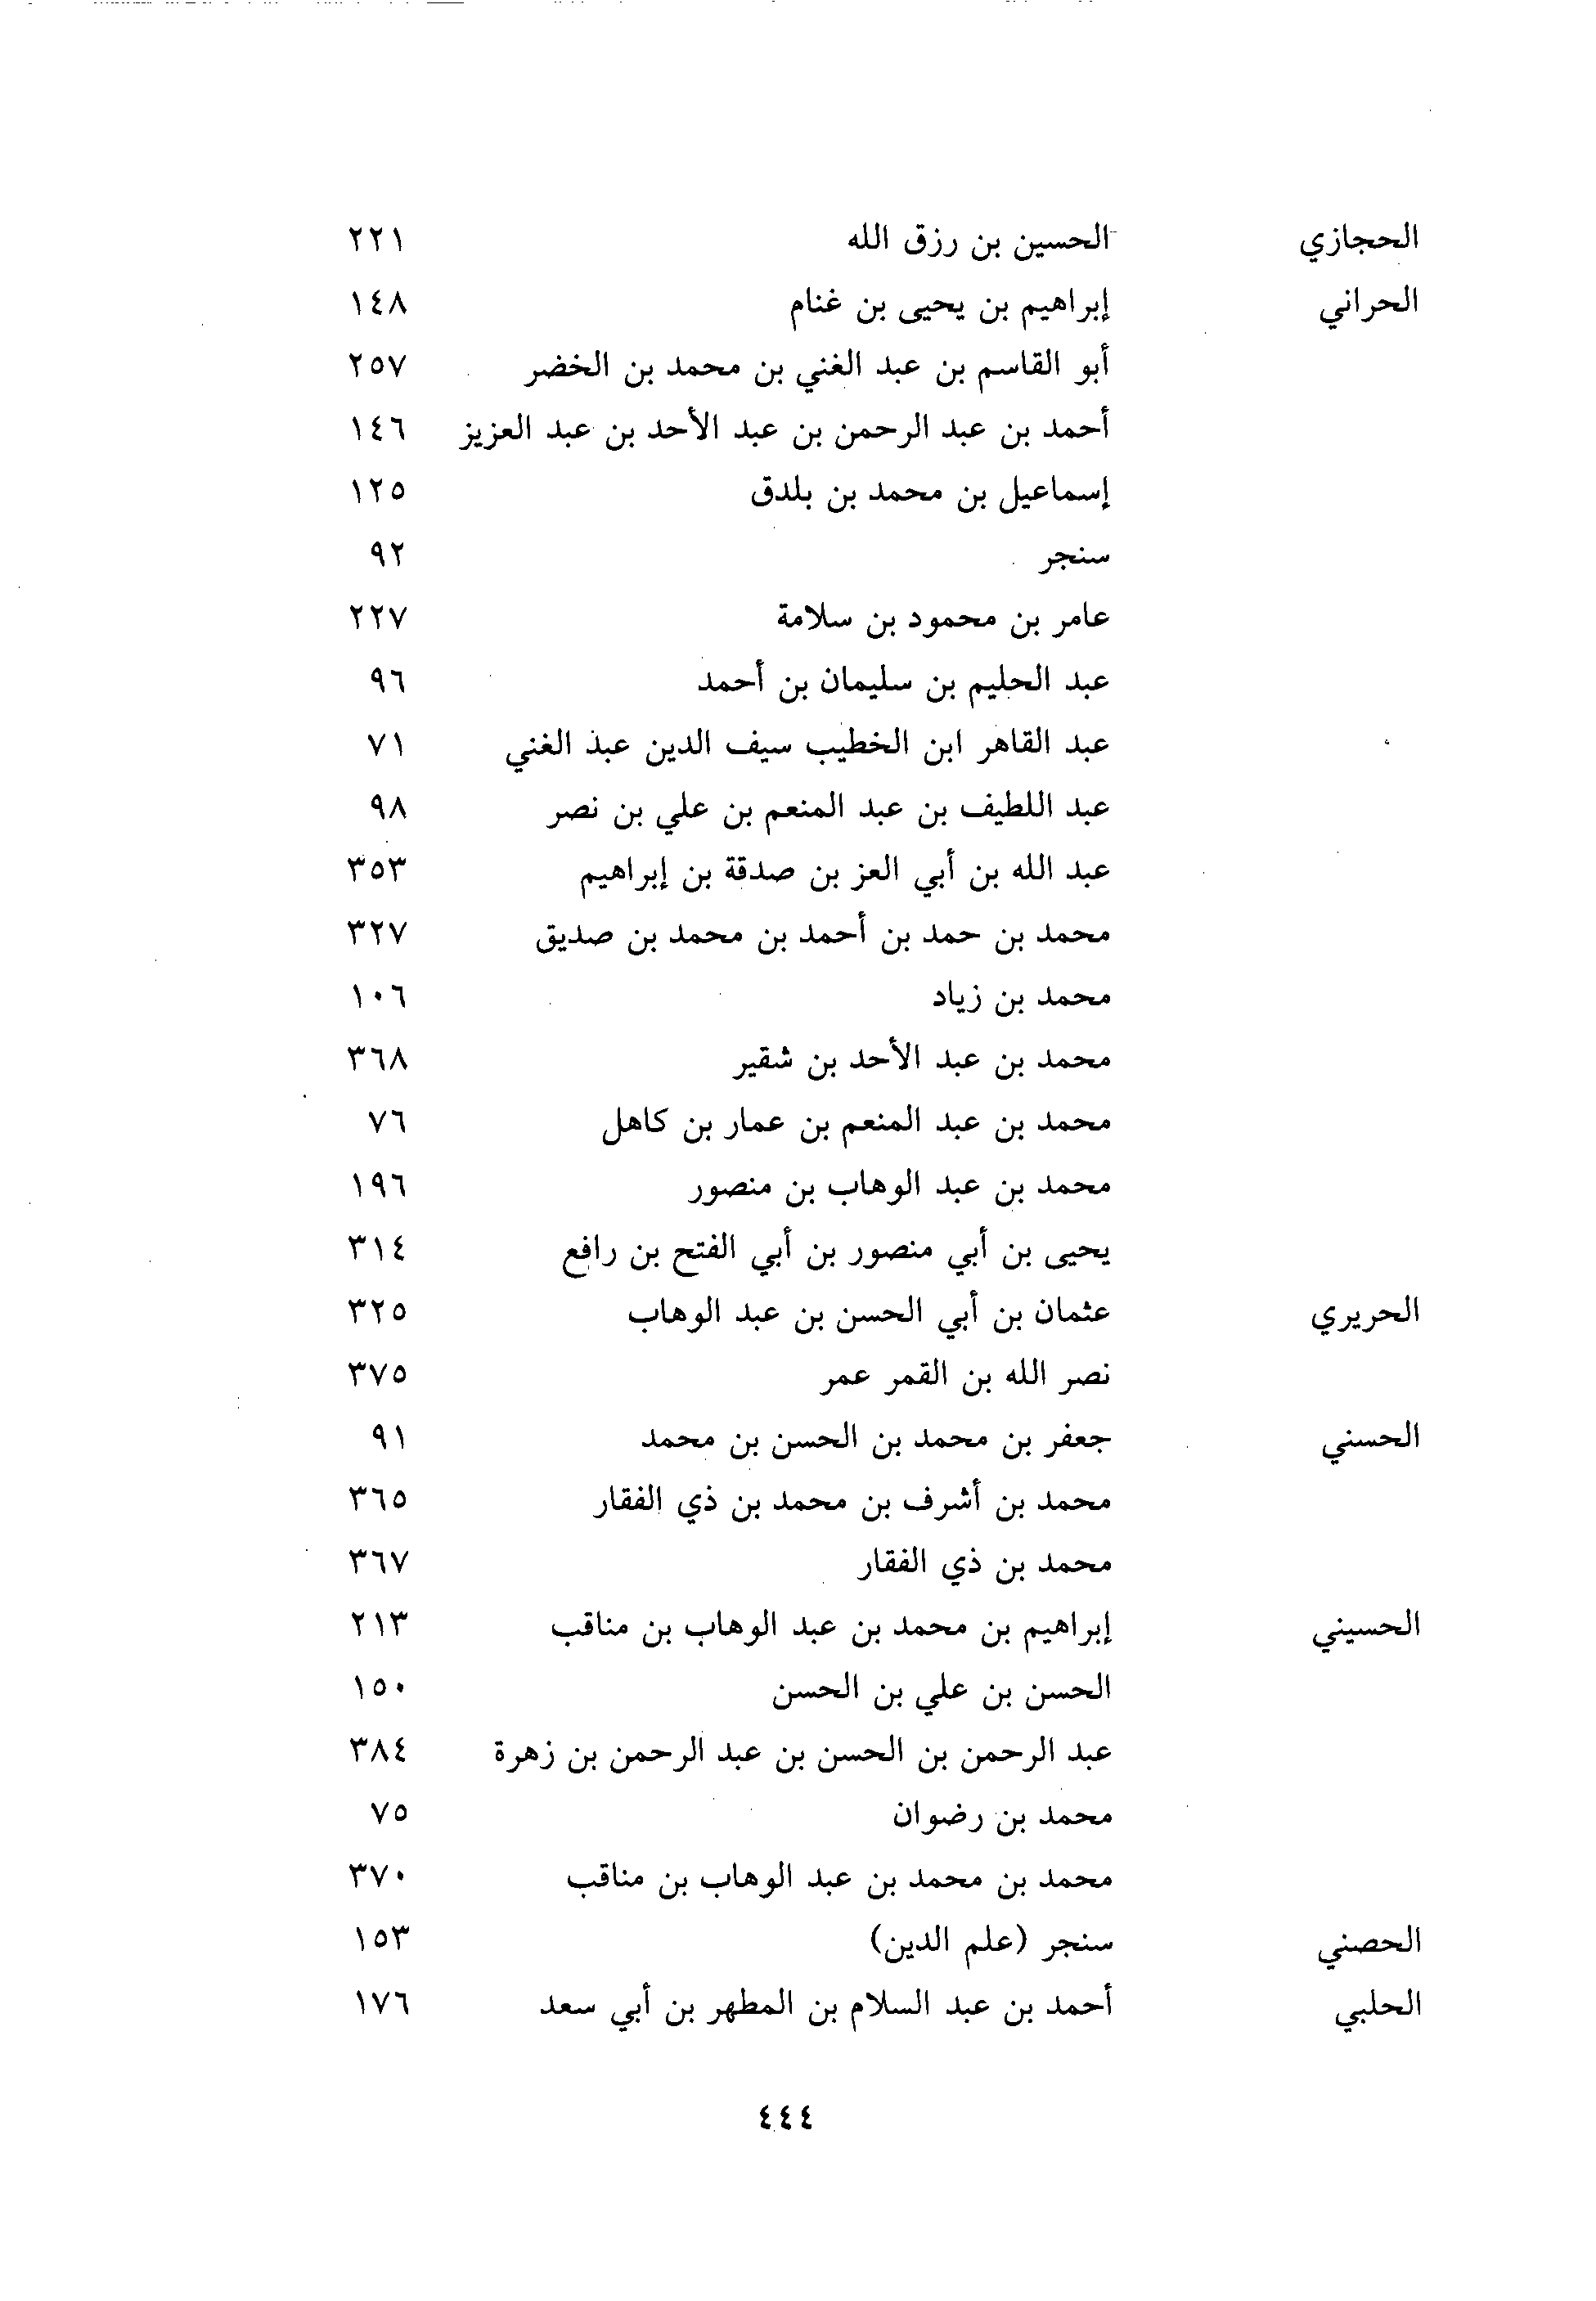 الحجازي الحسين بن رزق الله ٢٢١
الحراني إبراهيم بن يحيى بن غنام ١٤٨
أبو القاسم بن عبد الغني بن محمد بن الخضر ٢٥٧
أحمد بن عبد الرحمن بن عبد الأحد بن عبد العزيز ١٤٦
إسماعيل بن محمد بن بلدق ١٢٥
سنجر ٩٢
عامر بن محمود بن سلامة ٢٢٧
عبد الحليم بن سليمان بن أحمد ٩٦
عبد القاهر ابن الخطيب سيف الدين عبد الغني ٧١
عبد اللطيف بن عبد المنعم بن علي بن نصر ٩٨
عبد الله بن أبي العز بن صدقة بن إبراهيم ٣٥٣
محمد بن حمد بن أحمد بن محمد بن صديق ٣٢٧
محمد بن زياد ١٠٦
محمد بن عبد الأحد بن شقير ٣٦٨
محمد بن عبد المنعم بن عمار بن كاهل ٧٦
محمد بن عبد الوهاب بن منصور ١٩٦
يحيى بن أبي منصور بن أبي الفتح بن رافع ٣١٤
الحريري عثمان بن أبي الحسن بن عبد الوهاب ٣٢٥
نصر الله بن القمر عمر ٣٧٥
الحسني جعفر بن محمد بن الحسن بن محمد ٩١
محمد بن أشرف بن محمد بن ذي الفقار ٣٦٥
محمد بن ذي الفقار ٣٦٧
الحسيني إبراهيم بن محمد بن عبد الوهاب بن مناقب ٢١٣
الحسن بن علي بن الحسن ١٥٠
عبد الرحمن بن الحسن بن عبد الرحمن بن زهرة ٣٨٤
محمد بن رضوان ٧٥
محمد بن محمد بن عبد الوهاب بن مناقب ٣٧٠
الحصني سنجر (علم الدين) ١٥٣
الحلبي أحمد بن عبد السلام بن المطهر بن أبي سعد ١٧٦
٤٤٤